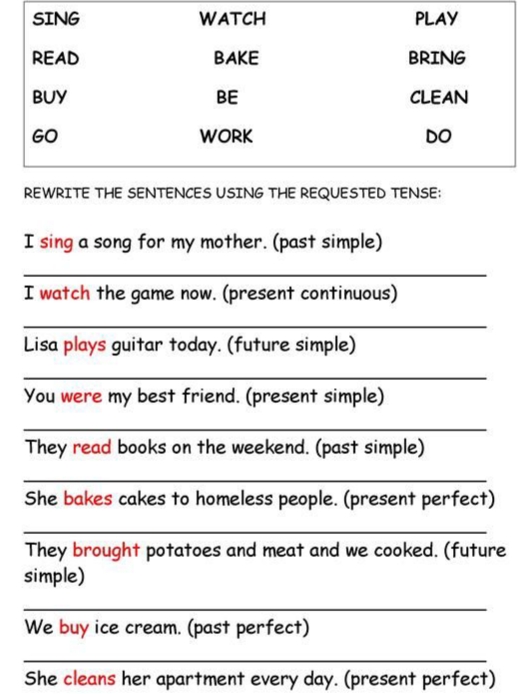 SING WATCH PLAY
READ BAKE BRING
BUY BE CLEAN
GO WORK DO
REWRITE THE SENTENCES USING THE REQUESTED TENSE:
I sing a song for my mother. (past simple)
I watch the game now. (present continuous)
Lisa plays guitar today. (future simple)
You were my best friend. (present simple)
They read books on the weekend. (past simple)
She bakes cakes to homeless people. (present perfect)
They brought potatoes and meat and we cooked. (future
simple)
We buy ice cream. (past perfect)
She cleans her apartment every day. (present perfect)